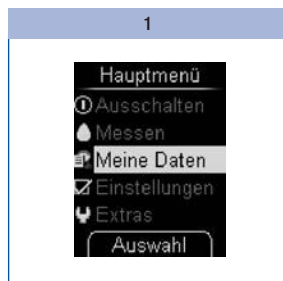 1
Hauptmenü
Ausschalten
Messen
Meine Daten
Einstellungen
Extras
Auswahl